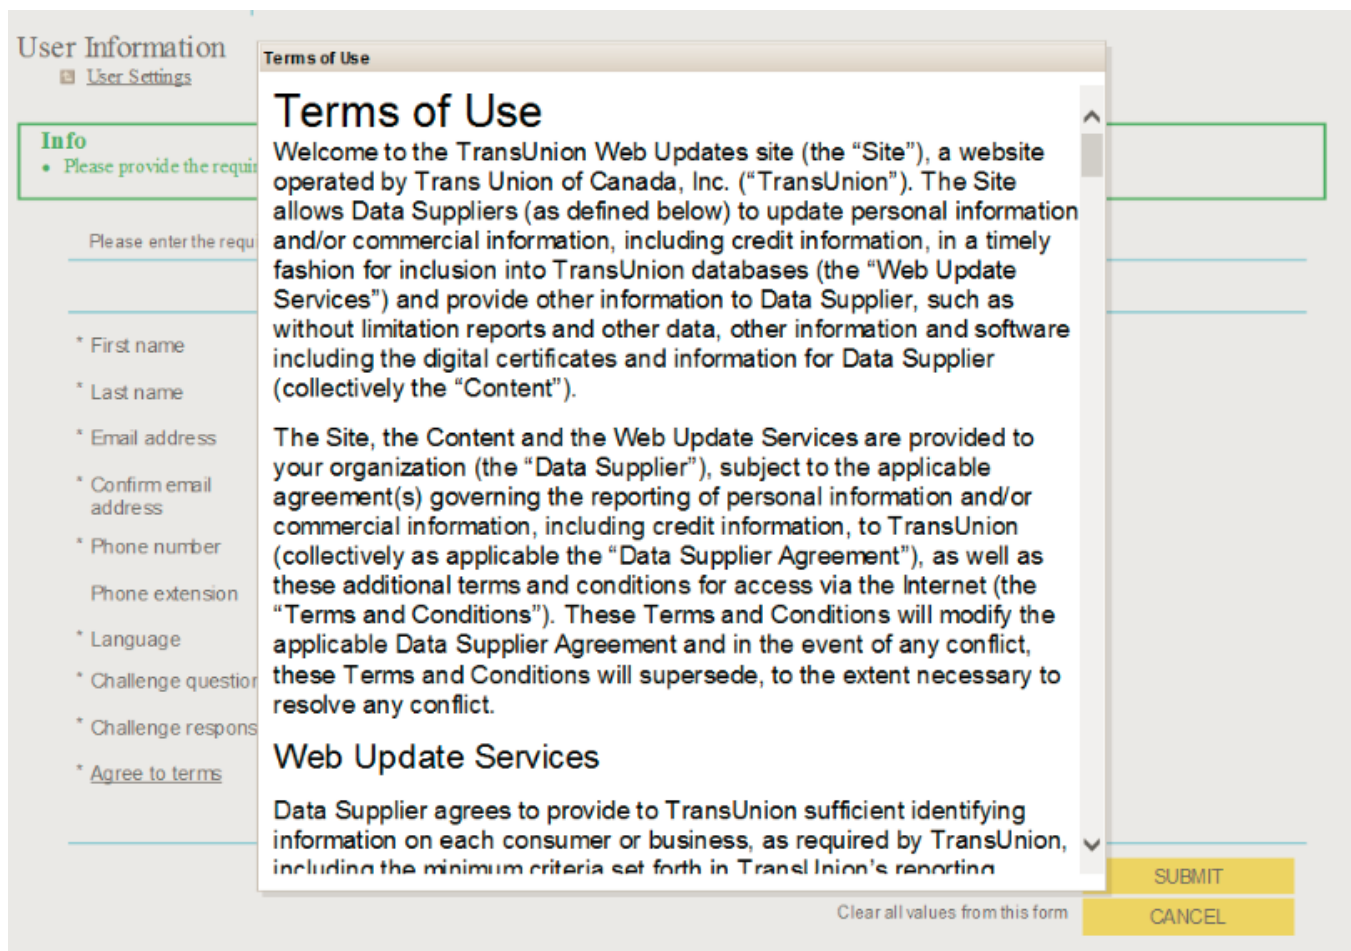 User Information
User Settings
Info
• Please provide the requi
Please enter the requ
* First name
* Last name
* Email address
* Confirm email
address
* Phone number
Phone extension
* Language
* Challenge question
* Challenge respons
* Agree to terms
Terms of Use
Terms of Use
Welcome to the TransUnion Web Updates site (the “Site”), a website
operated by Trans Union of Canada, Inc. (“TransUnion”). The Site
allows Data Suppliers (as defined below) to update personal information
and/or commercial information, including credit information, in a timely
fashion for inclusion into TransUnion databases (the “Web Update
Services”) and provide other information to Data Supplier, such as
without limitation reports and other data, other information and software
including the digital certificates and information for Data Supplier
(collectively the “Content”).
The Site, the Content and the Web Update Services are provided to
your organization (the “Data Supplier”), subject to the applicable
agreement(s) governing the reporting of personal information and/or
commercial information, including credit information, to TransUnion
(collectively as applicable the “Data Supplier Agreement”), as well as
these additional terms and conditions for access via the Internet (the
“Terms and Conditions”). These Terms and Conditions will modify the
applicable Data Supplier Agreement and in the event of any conflict,
these Terms and Conditions will supersede, to the extent necessary to
resolve any conflict.
Web Update Services
Data Supplier agrees to provide to TransUnion sufficient identifying
information on each consumer or business, as required by TransUnion,
including the minimum criteria set forth in TransUnion’s reporting
SUBMIT
Clear all values from this form
CANCEL